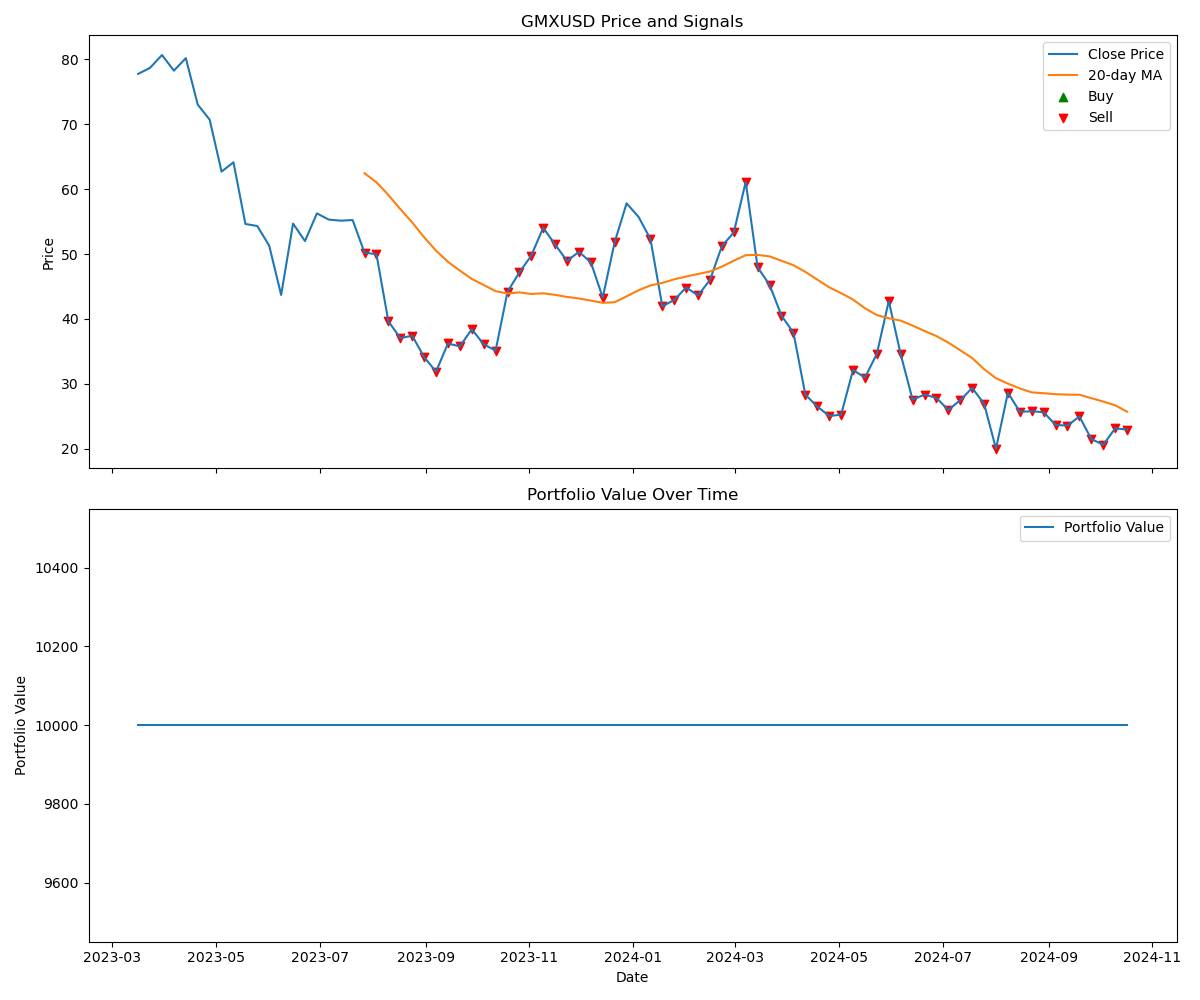 GMXUSD Price and Signals
Close Price
20-day MA
Buy
Sell
Price
80
70
60
50
40
30
20
Portfolio Value Over Time
Portfolio Value
Portfolio Value
10400
10200
10000
9800
9600
2023-03 2023-05 2023-07 2023-09 2023-11 2024-01 2024-03 2024-05 2024-07 2024-09 2024-11
Date